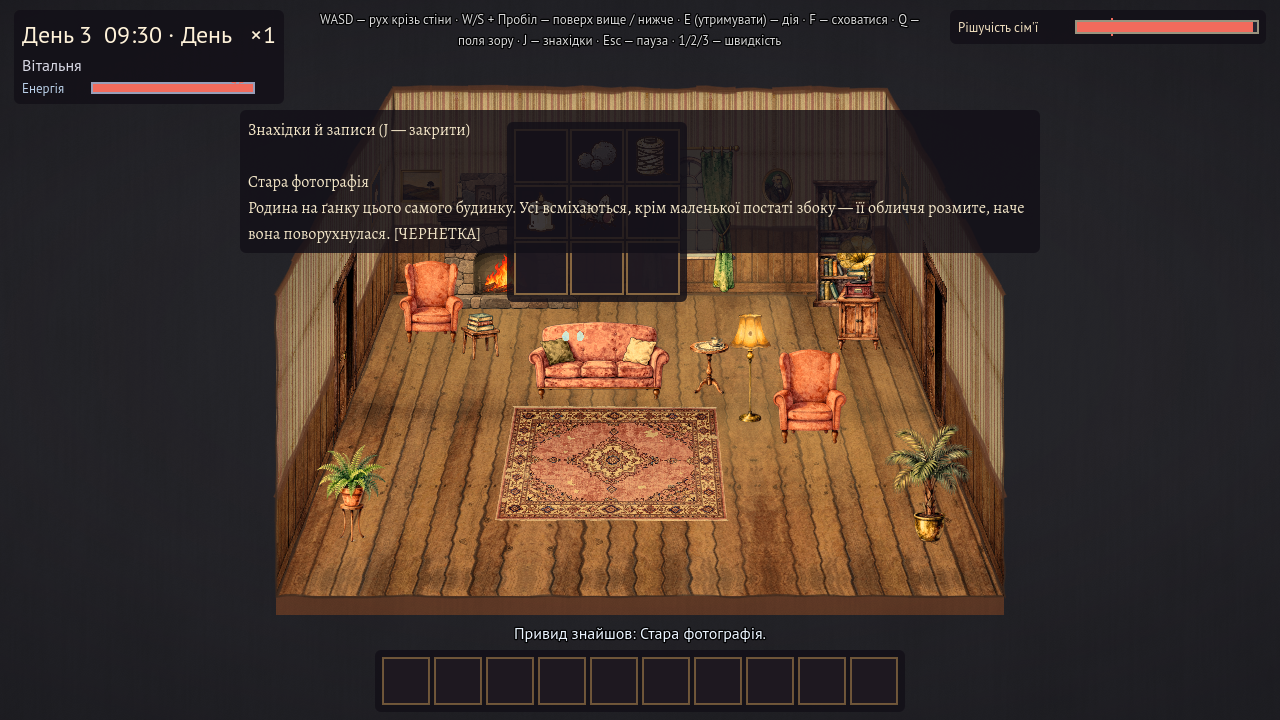 День 3 09:30 · День ×1
Вітальня
Енергія
WASD — рух крізь стіни · W/S + Пробіл — поверх вище / нижче · E (утримувати) — дія · F — сховатися · Q —
поля зору · J — знахідки · Esc — пауза · 1/2/3 — швидкість
Рішучість сім'ї
Знахідки й записи (J — закрити)
Стара фотографія
Родина на ґанку цього самого будинку. Усі всміхаються, крім маленької постаті збоку — її обличчя розмите, наче
вона поворухнулася. [ЧЕРНЕТКА]
Привид знайшов: Стара фотографія.